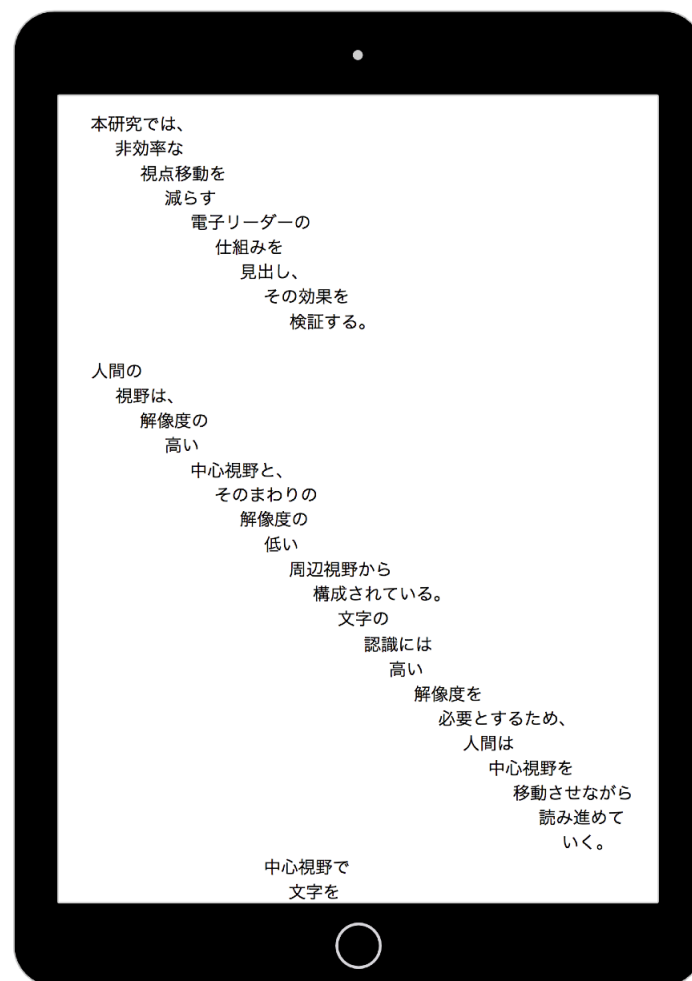 本研究では、
非効率な
視点移動を
減らす
電子リーダーの
仕組みを
見出し、
その効果を
検証する。
人間の
視野は、
解像度の
高い
中心視野と、
そのまわりの
解像度の
低い
周辺視野から
構成されている。
文字の
認識には
高い
解像度を
必要とするため、
人間は
中心視野を
移動させながら
読み進めて
いく。
中心視野で
文字を